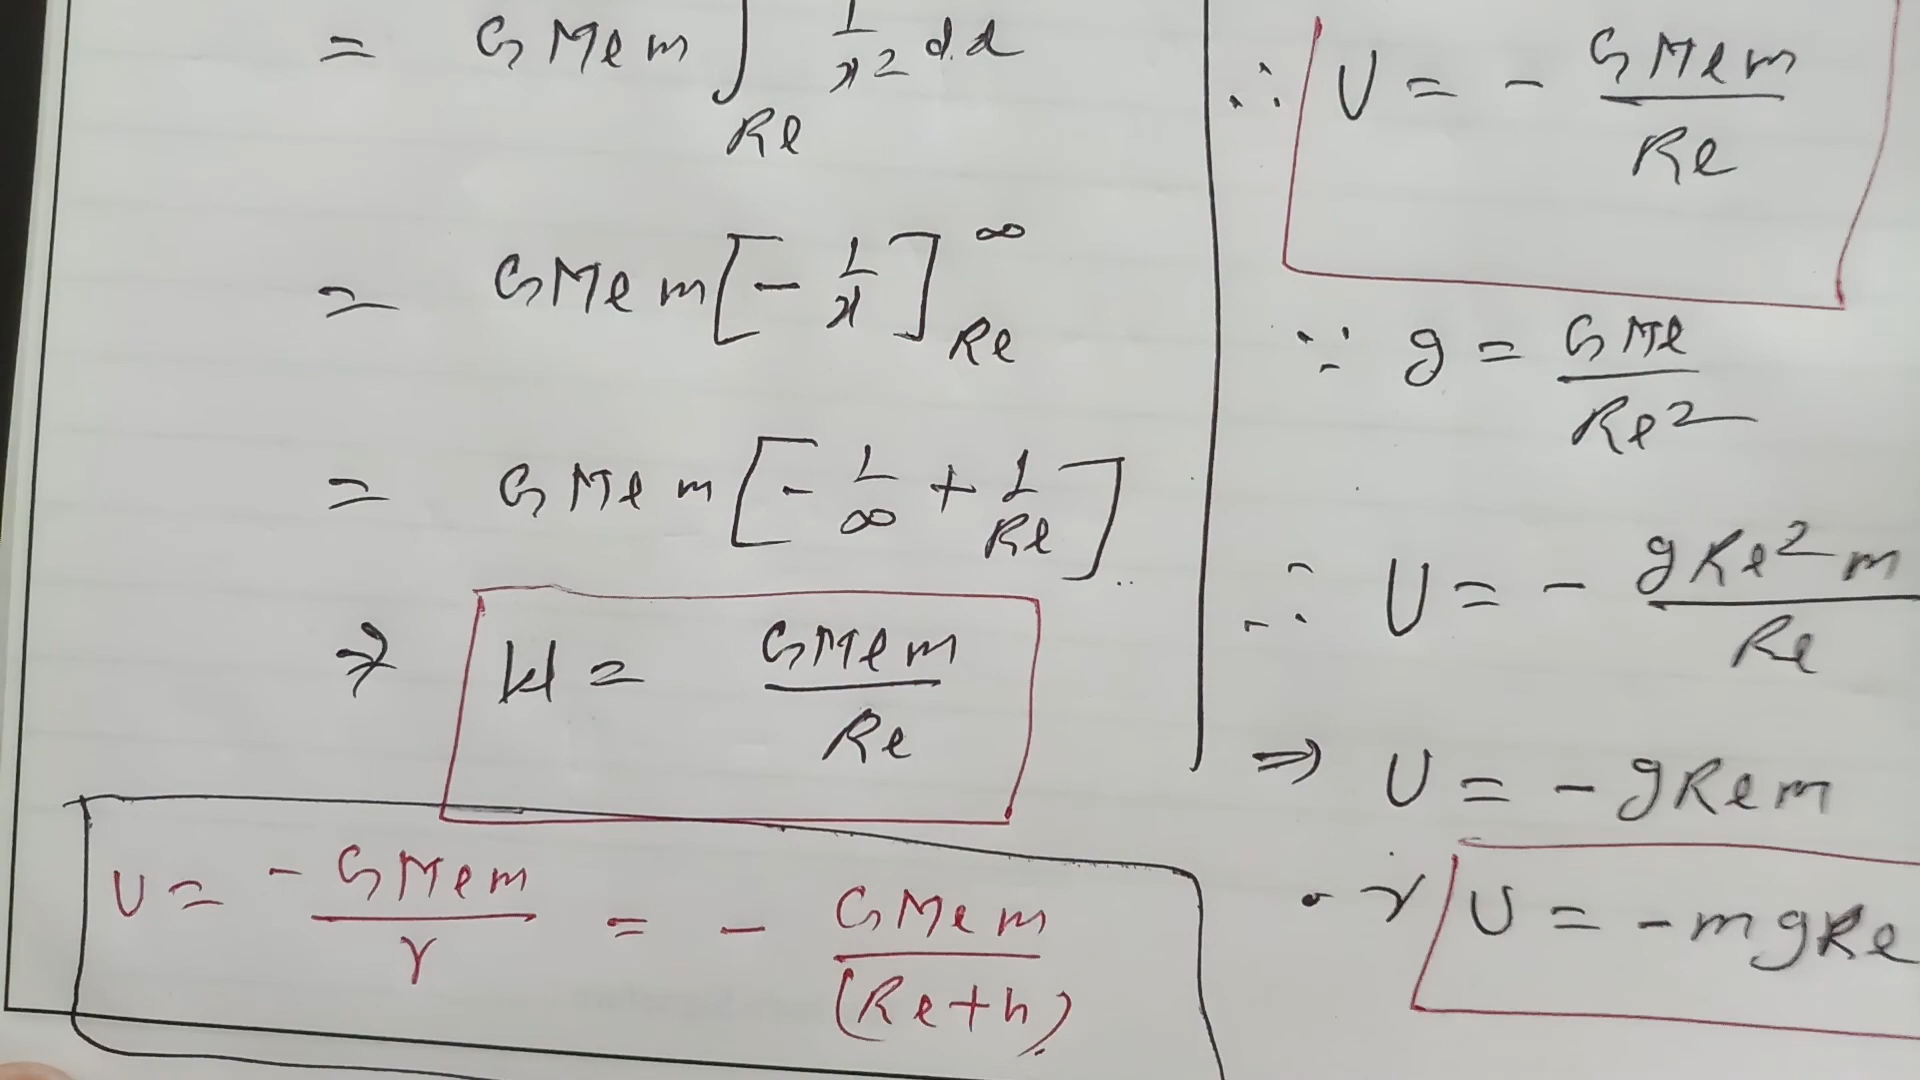 = GMem ∫ 1/x² dx
Re
= GMem [- 1/x] ∞ Re
= GMem [- 1/∞ + 1/Re]
⇒ W = GMem/Re
U = - GMem/r = - GMem/(Re+h)
∴ U = - GMem/Re
∵ g = GMe/Re²
∴ U = - gRe²m/Re
⇒ U = - gRem
or U = - mgRe